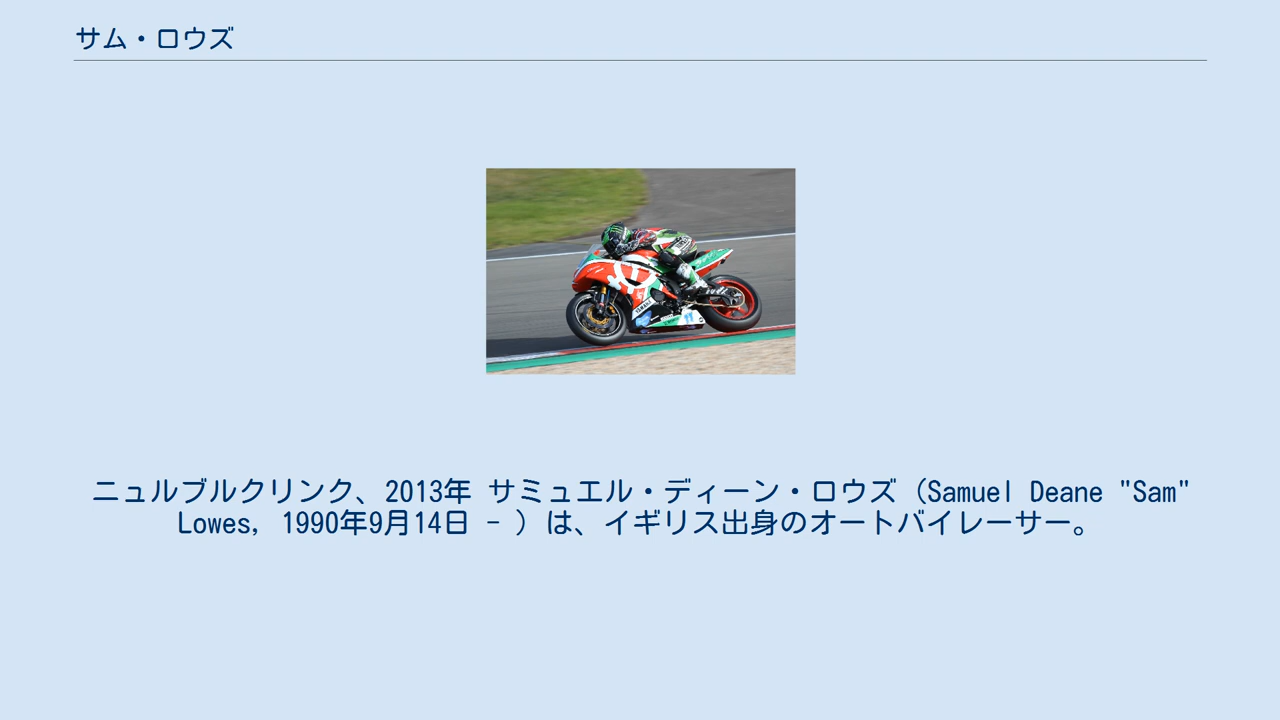 サム・ロウズ
ニュルブルクリンク、2013年 サミュエル・ディーン・ロウズ（Samuel Deane "Sam"
Lowes, 1990年9月14日 - ）は、イギリス出身のオートバイレーサー。